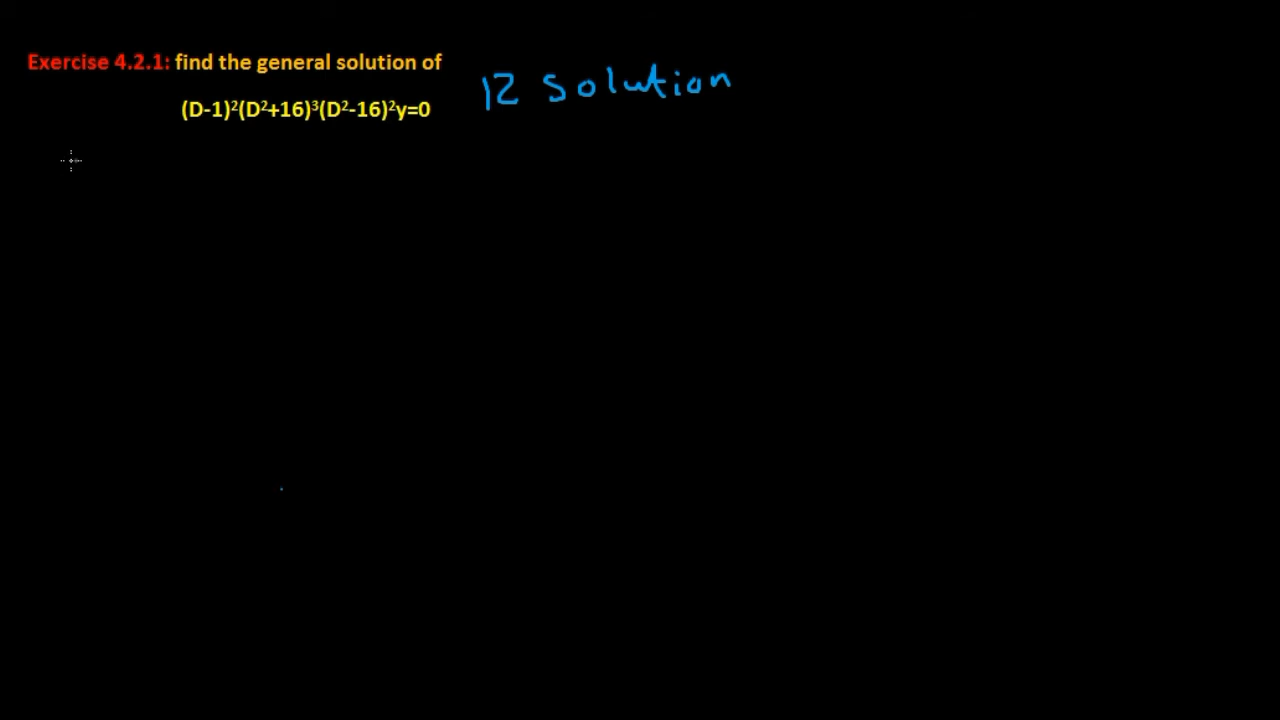 Exercise 4.2.1: find the general solution of
(D-1)²(D²+16)³(D²-16)²y=0
12 Solution